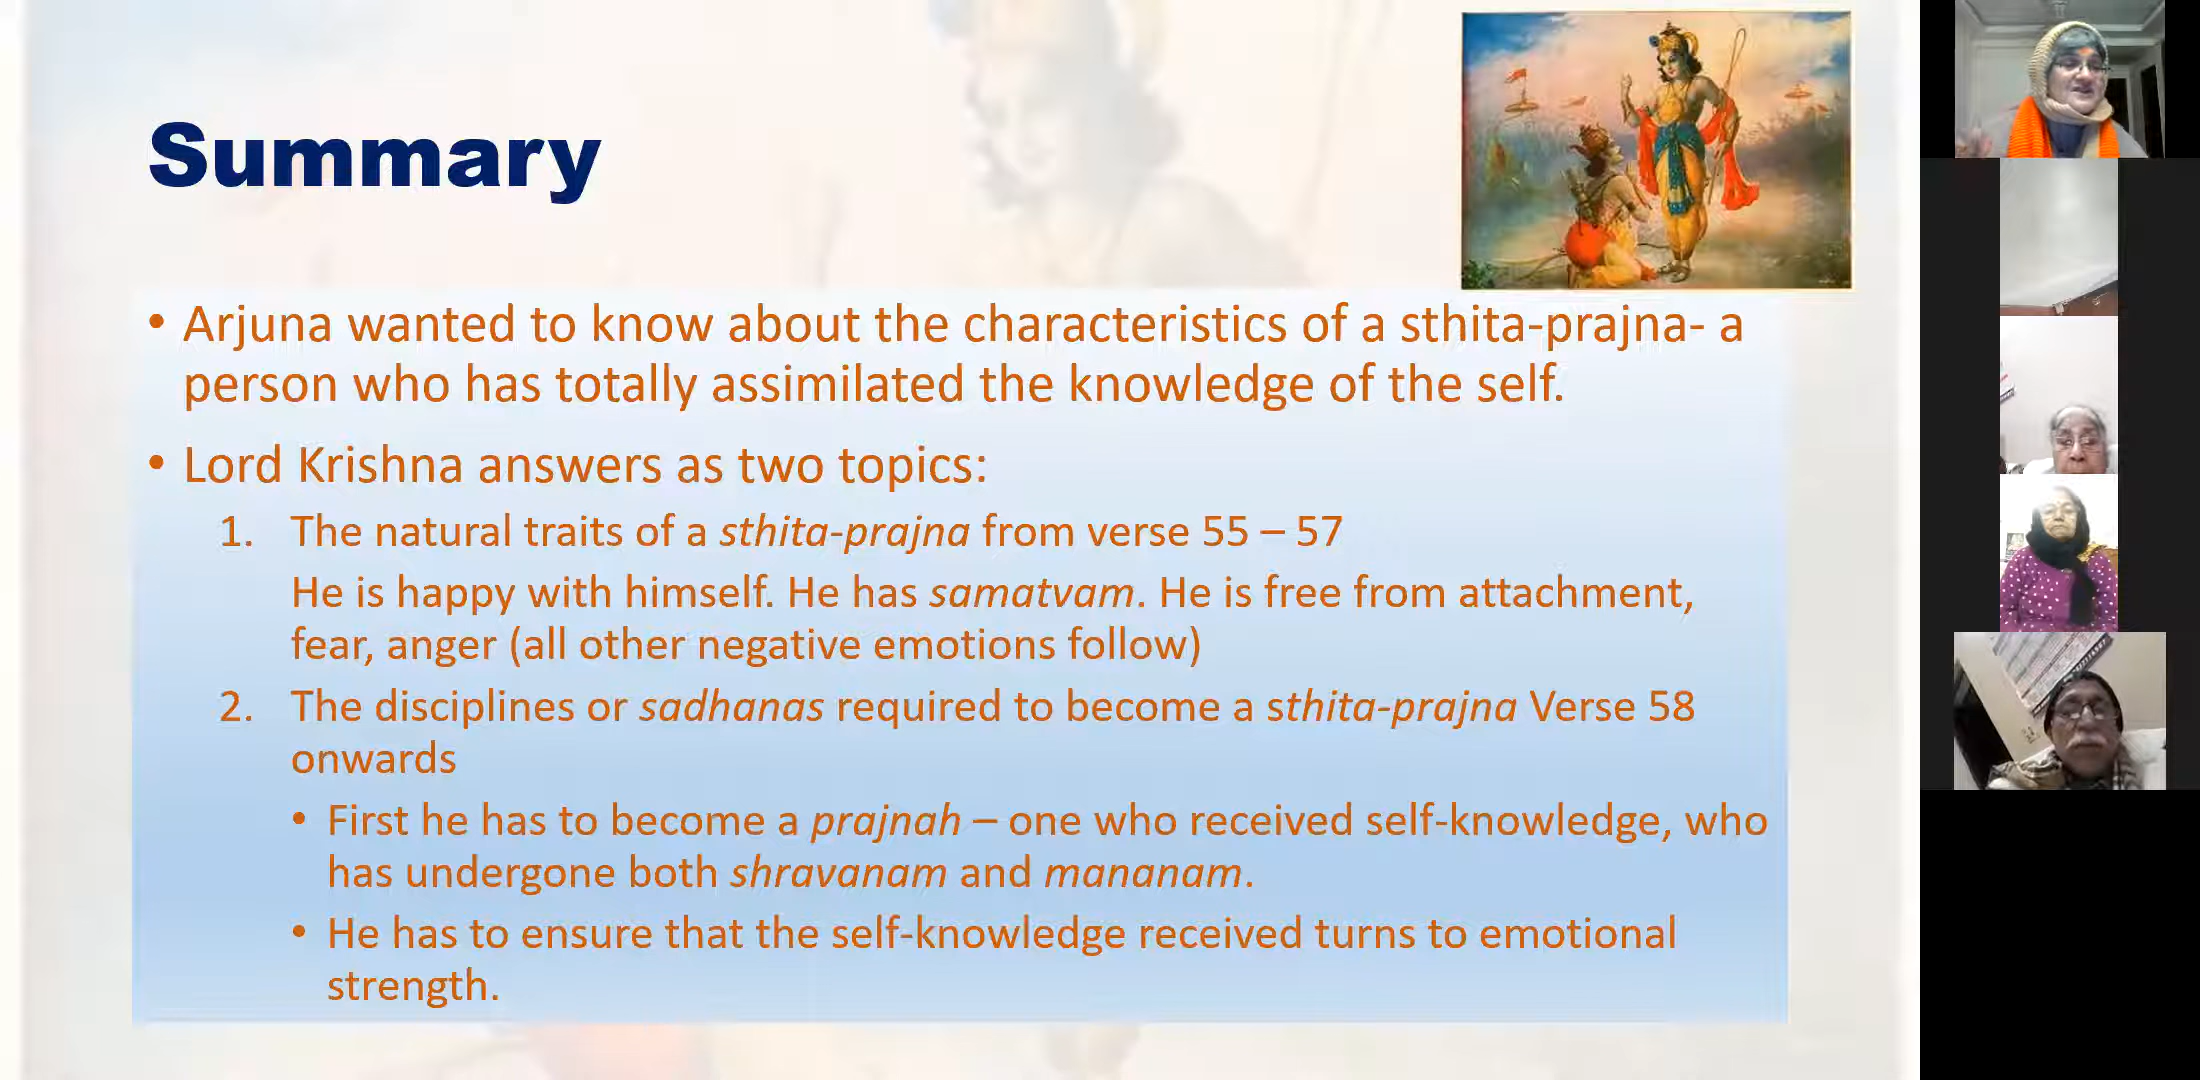 Summary
• Arjuna wanted to know about the characteristics of a sthita-prajna- a
person who has totally assimilated the knowledge of the self.
• Lord Krishna answers as two topics:
1. The natural traits of a sthita-prajna from verse 55 – 57
He is happy with himself. He has samatvam. He is free from attachment,
fear, anger (all other negative emotions follow)
2. The disciplines or sadhanas required to become a sthita-prajna Verse 58
onwards
• First he has to become a prajnah – one who received self-knowledge, who
has undergone both shravanam and mananam.
• He has to ensure that the self-knowledge received turns to emotional
strength.